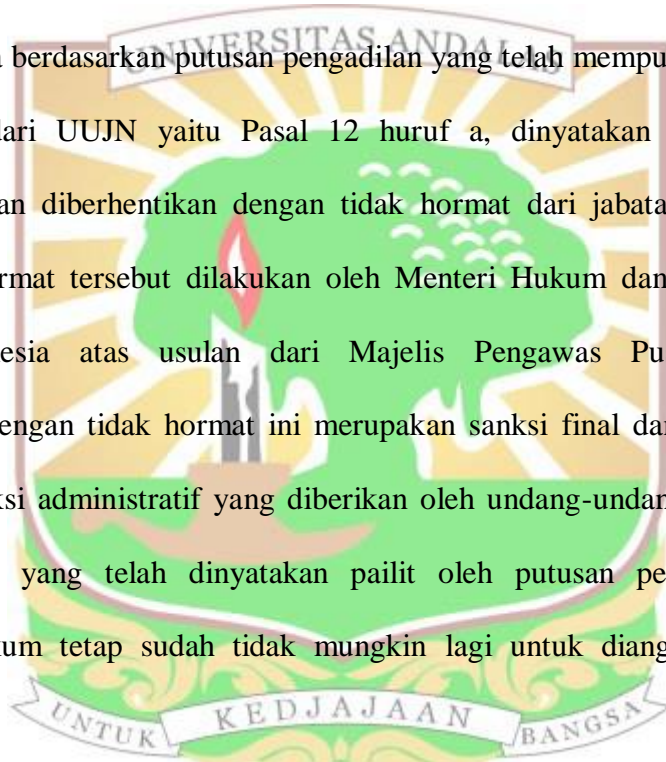 UNIVERSITAS ANDALAS
berdasarkan putusan pengadilan yang telah mempu
dari UUJN yaitu Pasal 12 huruf a, dinyatakan
an diberhentikan dengan tidak hormat dari jabata
rmat tersebut dilakukan oleh Menteri Hukum dan
esia atas usulan dari Majelis Pengawas Pu
engan tidak hormat ini merupakan sanksi final dar
ksi administratif yang diberikan oleh undang-undan
yang telah dinyatakan pailit oleh putusan pe
kum tetap sudah tidak mungkin lagi untuk diang
UNTUK KEDJAJAAN BANGSA